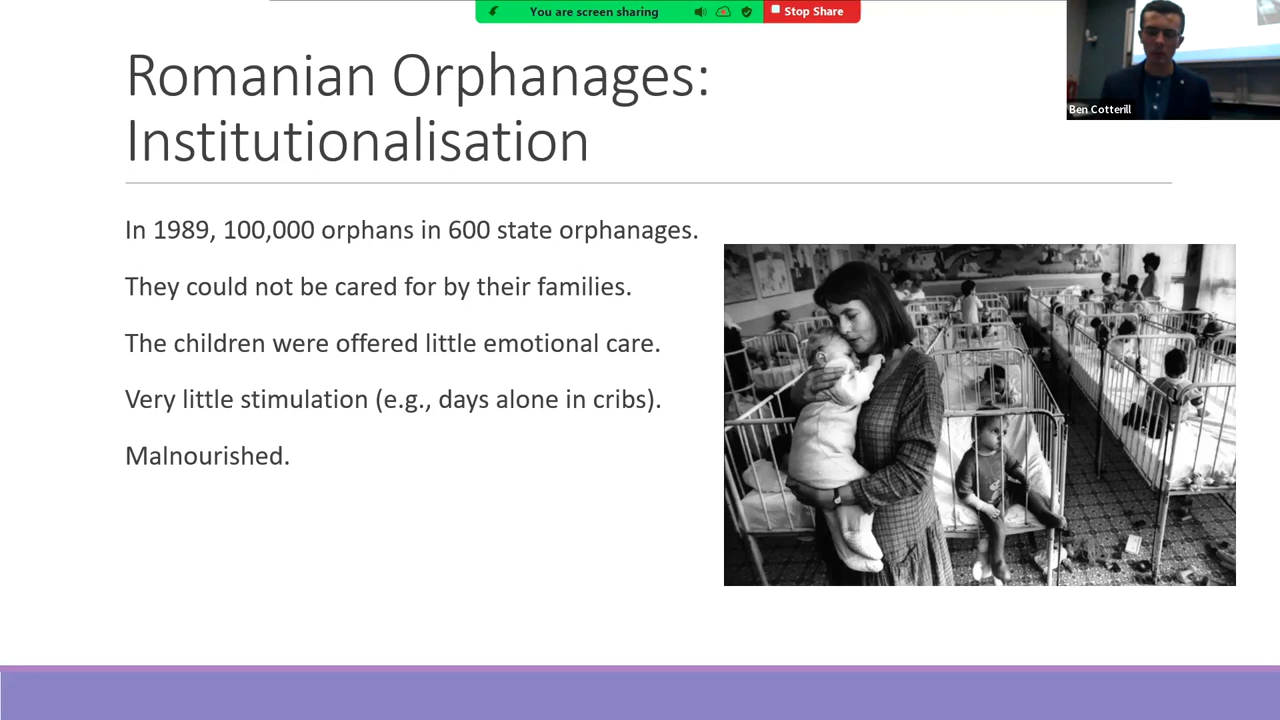 You are screen sharing
Stop Share
Romanian Orphanages:
Institutionalisation
Ben Cotterill
In 1989, 100,000 orphans in 600 state orphanages.
They could not be cared for by their families.
The children were offered little emotional care.
Very little stimulation (e.g., days alone in cribs).
Malnourished.